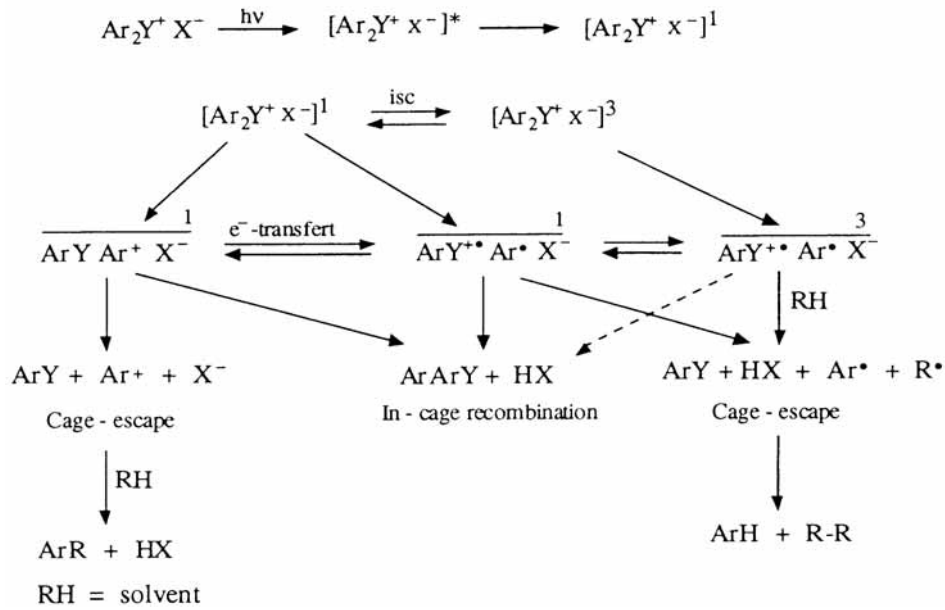 Ar₂Y⁺ X⁻ hν [Ar₂Y⁺ x⁻]* [Ar₂Y⁺ x⁻]¹
[Ar₂Y⁺ x⁻]¹ isc [Ar₂Y⁺ x⁻]³
ArY Ar⁺ X⁻ 1 e⁻-transfert ArY⁺• Ar• X⁻ 1 ArY⁺• Ar• X⁻ 3
RH
ArY + Ar⁺ + X⁻ ArArY + HX ArY + HX + Ar• + R•
Cage - escape In - cage recombination Cage - escape
RH
ArR + HX ArH + R-R
RH = solvent